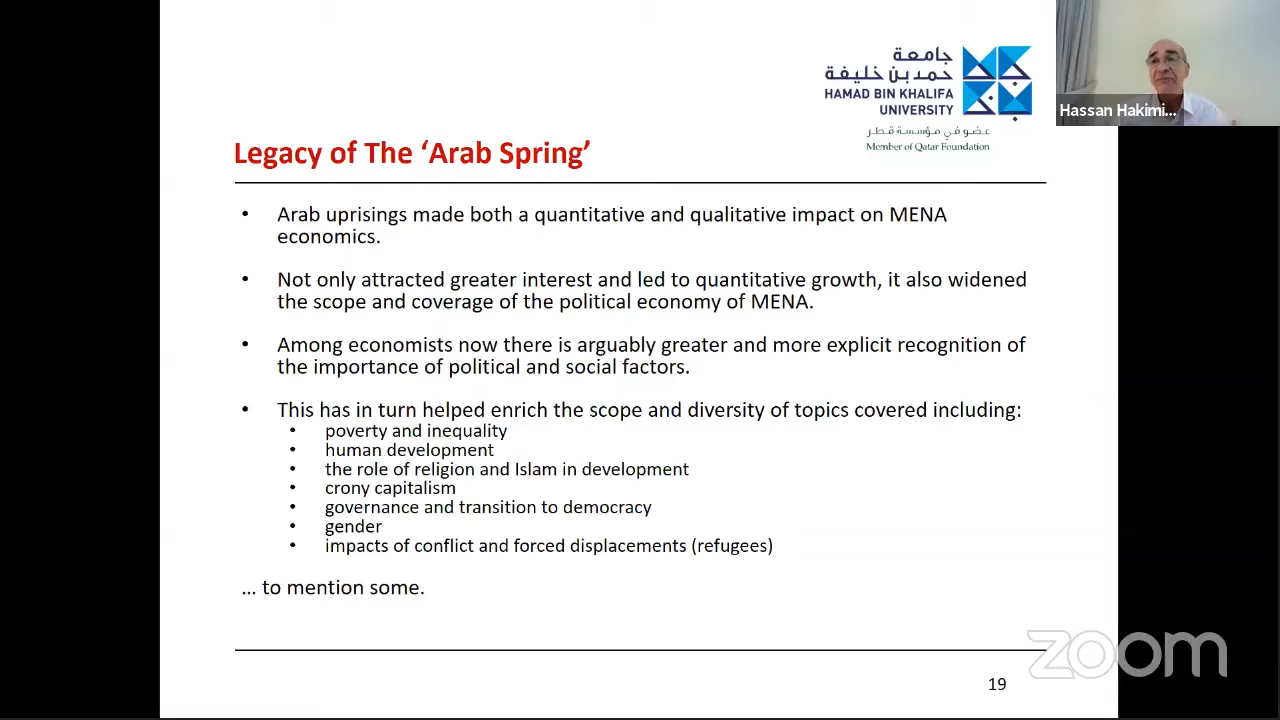 جامعة
حمد بن خليفة
HAMAD BIN KHALIFA
UNIVERSITY
عضو في مؤسسة قطر
Member of Qatar Foundation
Hassan Hakimi...
Legacy of The ‘Arab Spring’
• Arab uprisings made both a quantitative and qualitative impact on MENA
economics.
• Not only attracted greater interest and led to quantitative growth, it also widened
the scope and coverage of the political economy of MENA.
• Among economists now there is arguably greater and more explicit recognition of
the importance of political and social factors.
• This has in turn helped enrich the scope and diversity of topics covered including:
• poverty and inequality
• human development
• the role of religion and Islam in development
• crony capitalism
• governance and transition to democracy
• gender
• impacts of conflict and forced displacements (refugees)
... to mention some.
zoom
19